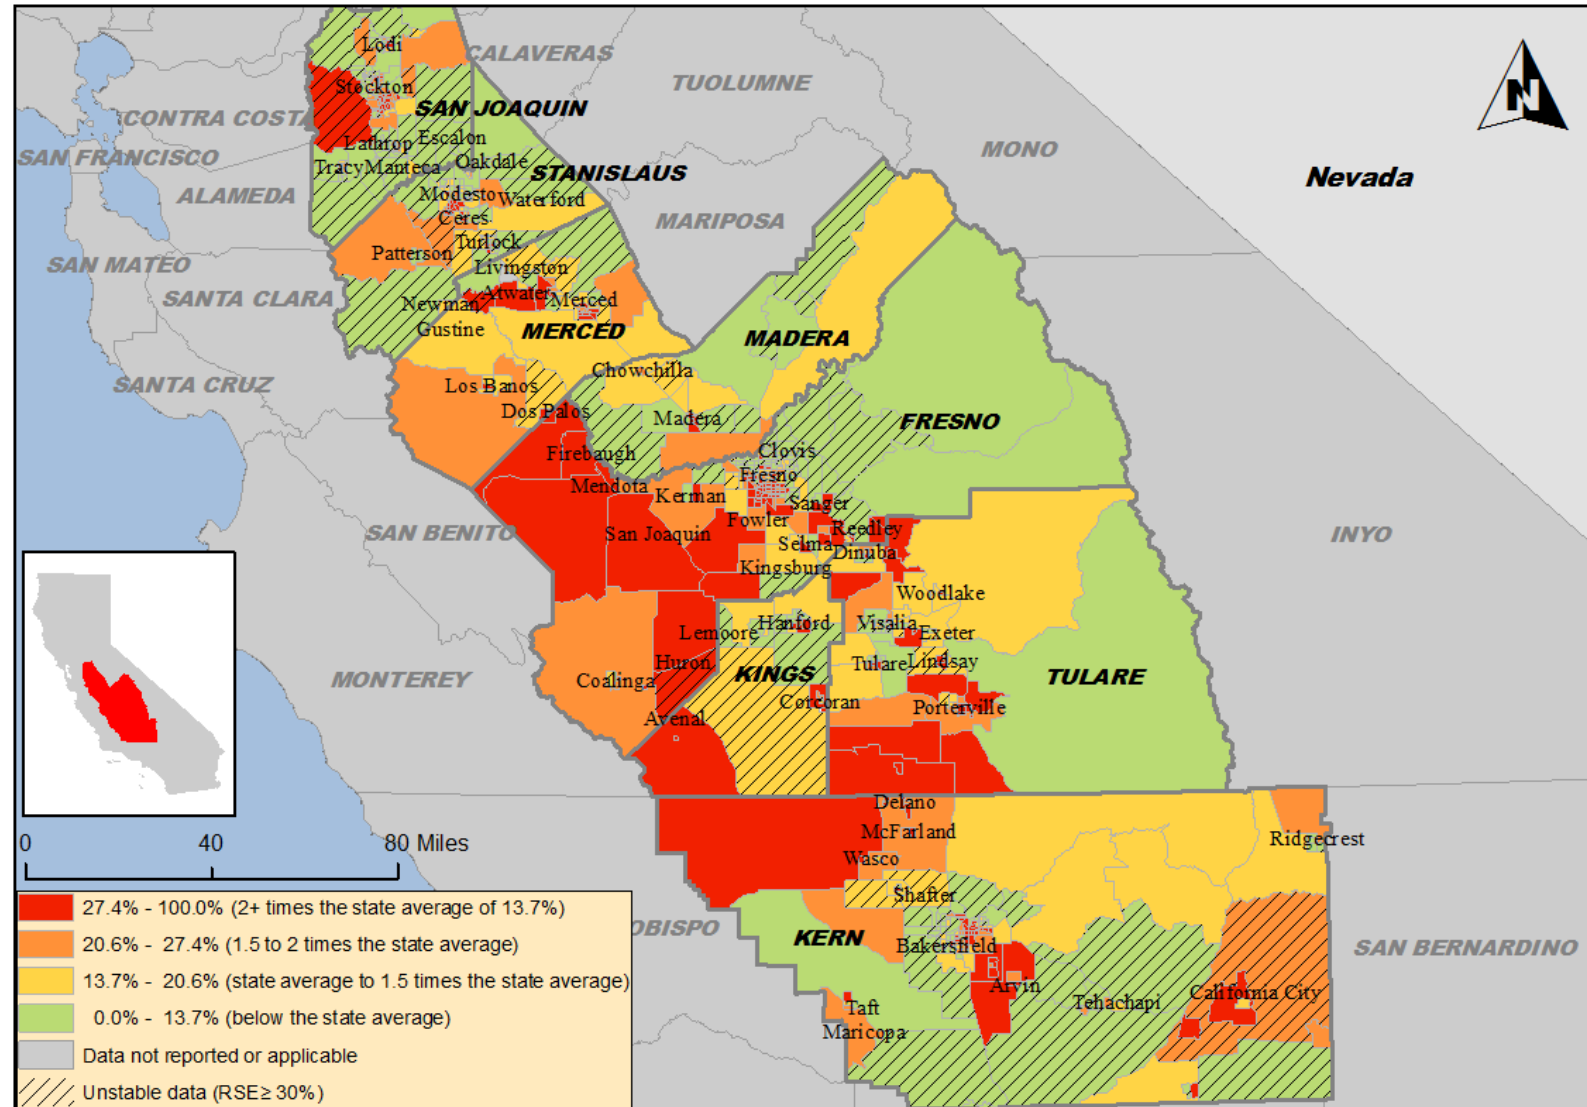 Lodi
CALAVERAS
TUOLUMNE
Stockton
SAN JOAQUIN
CONTRA COSTA
Lathrop
Escalon
SAN FRANCISCO
Tracy
Manteca
Oakdale
MONO
N
Nevada
STANISLAUS
ALAMEDA
Modesto
Waterford
Ceres
MARIPOSA
Patterson
Turlock
SAN MATEO
Livingston
SANTA CLARA
Newman
Atwater
Merced
Gustine
MERCED
MADERA
Chowchilla
SANTA CRUZ
Los Banos
Dos Palos
Madera
FRESNO
Firebaugh
Clovis
Fresno
Mendota
Kerman
Sanger
SAN BENITO
San Joaquin
Fowler
Reedley
INYO
Selma
Dinuba
Kingsburg
Woodlake
Lemoore
Hanford
Visalia
Exeter
Huron
Tulare
Lindsay
MONTEREY
Coalinga
KINGS
TULARE
Corcoran
Porterville
Avenal
Delano
McFarland
Ridgecrest
Wasco
0 40 80 Miles
Shafter
OBISPO
KERN
Bakersfield
SAN BERNARDINO
Arvin
Tehachapi
California City
Taft
Maricopa
27.4% - 100.0% (2+ times the state average of 13.7%)
20.6% - 27.4% (1.5 to 2 times the state average)
13.7% - 20.6% (state average to 1.5 times the state average)
0.0% - 13.7% (below the state average)
Data not reported or applicable
Unstable data (RSE≥ 30%)